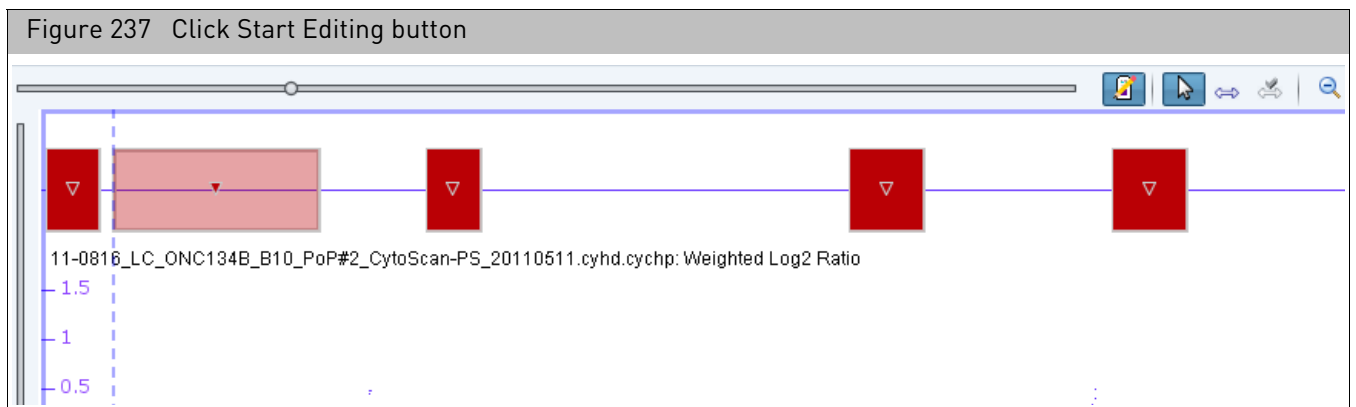 Figure 237 Click Start Editing button
11-0816_LC_ONC134B_B10_PoP#2_CytoScan-PS_20110511.cyhd.cychp: Weighted Log2 Ratio
1.5
1
0.5